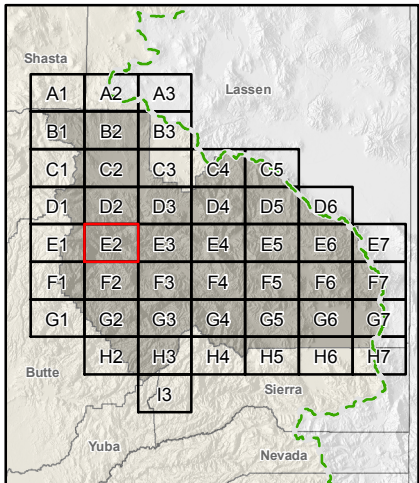 Shasta
Lassen
A1 A2 A3
B1 B2 B3
C1 C2 C3 C4 C5
D1 D2 D3 D4 D5 D6
E1 E2 E3 E4 E5 E6 E7
F1 F2 F3 F4 F5 F6 F7
G1 G2 G3 G4 G5 G6 G7
H2 H3 H4 H5 H6 H7
Butte
I3
Sierra
Yuba
Nevada